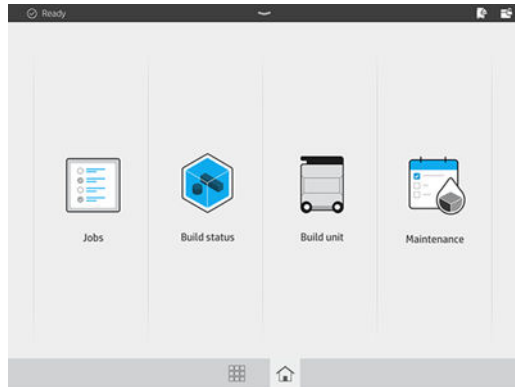 Ready
Jobs
Build status
Build unit
Maintenance